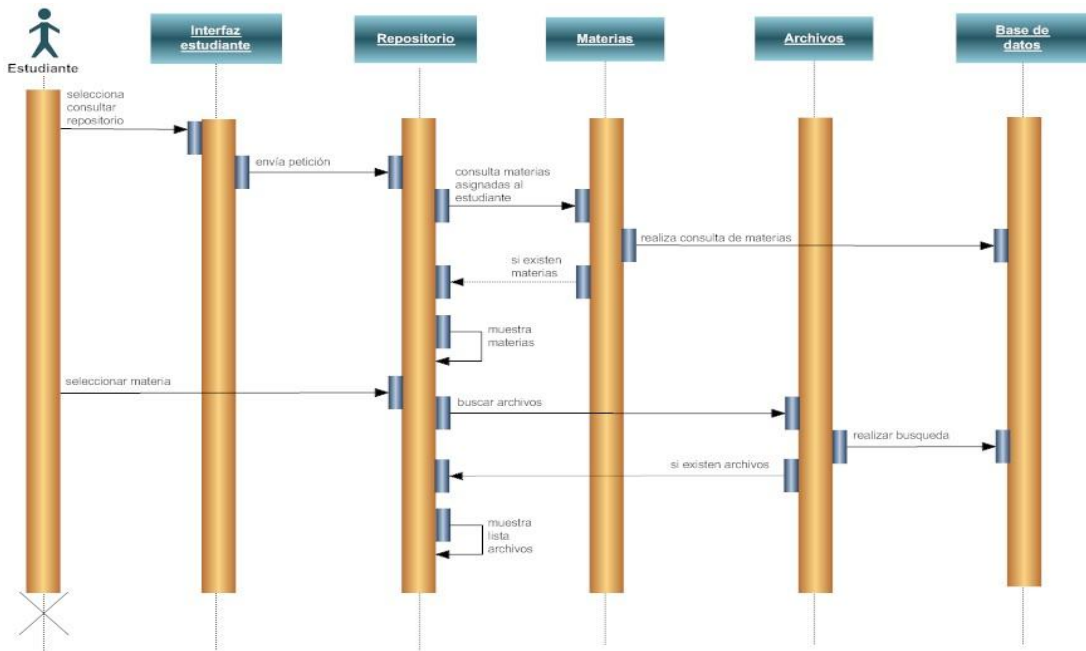 Estudiante
Interfaz
estudiante
Repositorio
Materias
Archivos
Base de
datos
selecciona
consultar
repositorio
envía petición
consulta materias
asignadas al
estudiante
realiza consulta de materias
si existen
materias
muestra
materias
seleccionar materia
buscar archivos
realizar busqueda
si existen archivos
muestra
lista
archivos